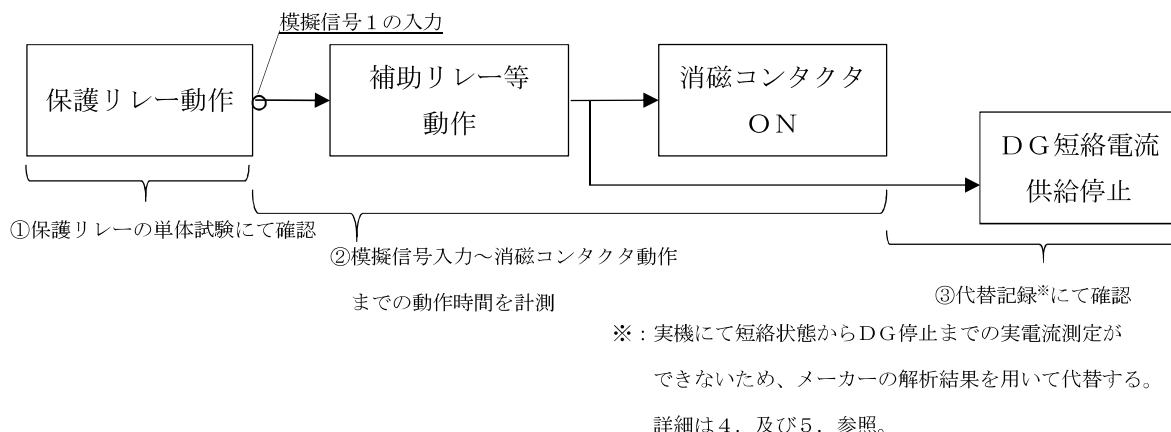 模擬信号１の入力
保護リレー動作
補助リレー等
動作
消磁コンタクタ
ＯＮ
ＤＧ短絡電流
供給停止
①保護リレーの単体試験にて確認
②模擬信号入力～消磁コンタクタ動作
までの動作時間を計測
③代替記録※にて確認
※：実機にて短絡状態からＤＧ停止までの実電流測定が
できないため、メーカーの解析結果を用いて代替する。
詳細は４．及び５．参照。